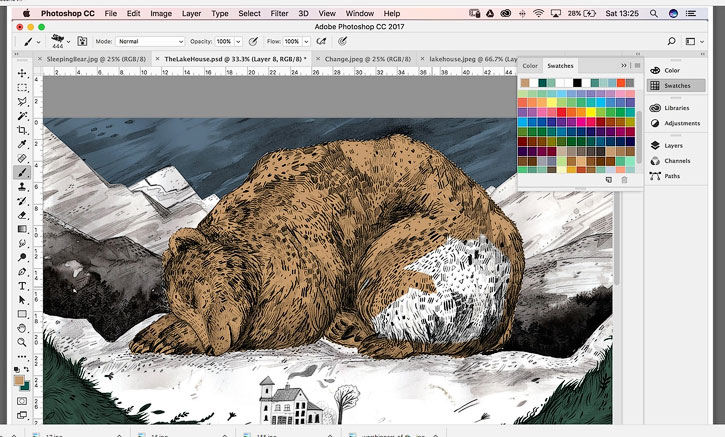 Photoshop CC File Edit Image Layer Type Select Filter 3D View Window Help 28% Sat 13:25
Adobe Photoshop CC 2017
444 Mode: Normal Opacity: 100% Flow: 100%
× SleepingBear.jpg @ 25% (RGB/8) × TheLakeHouse.psd @ 33.3% (Layer 8, RGB/8) * × Change.jpeg @ 25% (RGB/8) × lakehouse.jpeg @ 66.7% (Lay
Color Swatches
Color
Swatches
Libraries
Adjustments
Layers
Channels
Paths